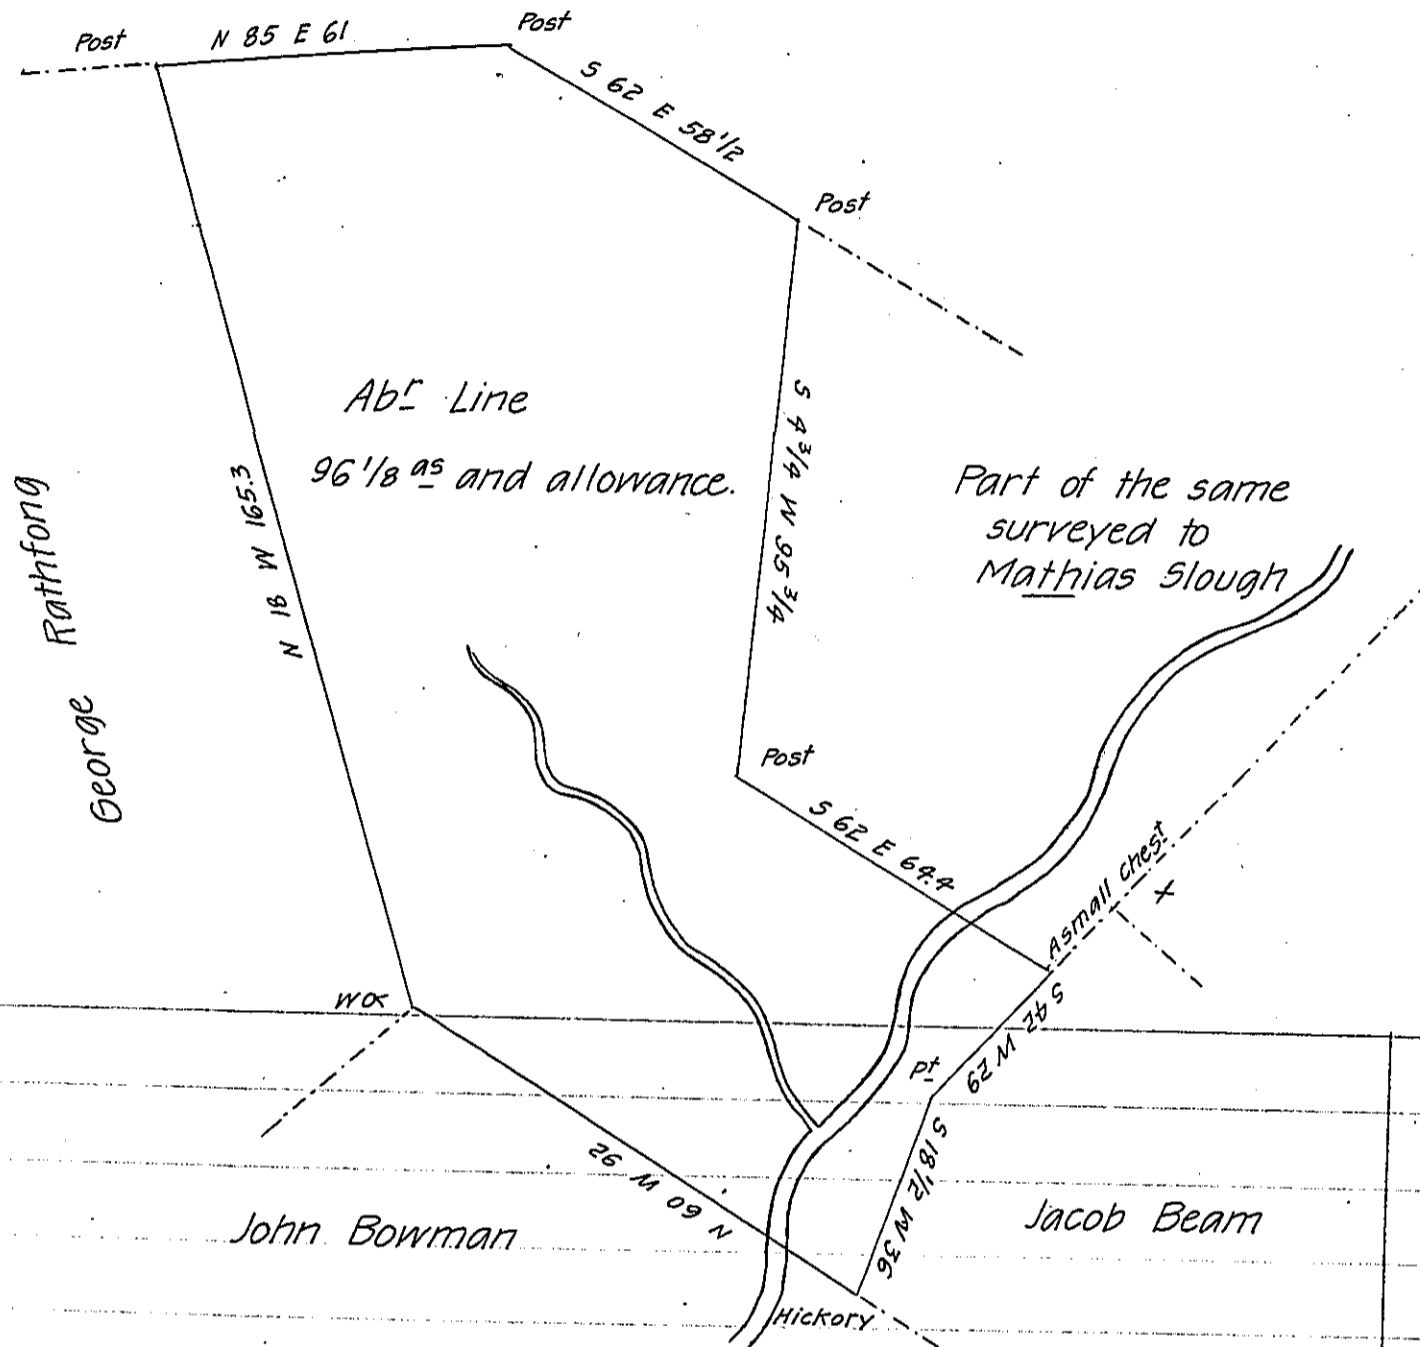 Post
N 85 E 61
Post
S 62 E 58 1/2
Post
Abr Line
96 1/8 as and allowance.
S 4 3/4 W 95 3/4
N 18 W 165.3
George Rathfong
Part of the same
surveyed to
Mathias Slough
Post
S 62 E 64.4
A small chest
X
S 42 W 29
WO
Pt
S 18 1/2 W 36
N 60 W 92
John Bowman
Jacob Beam
Hickory